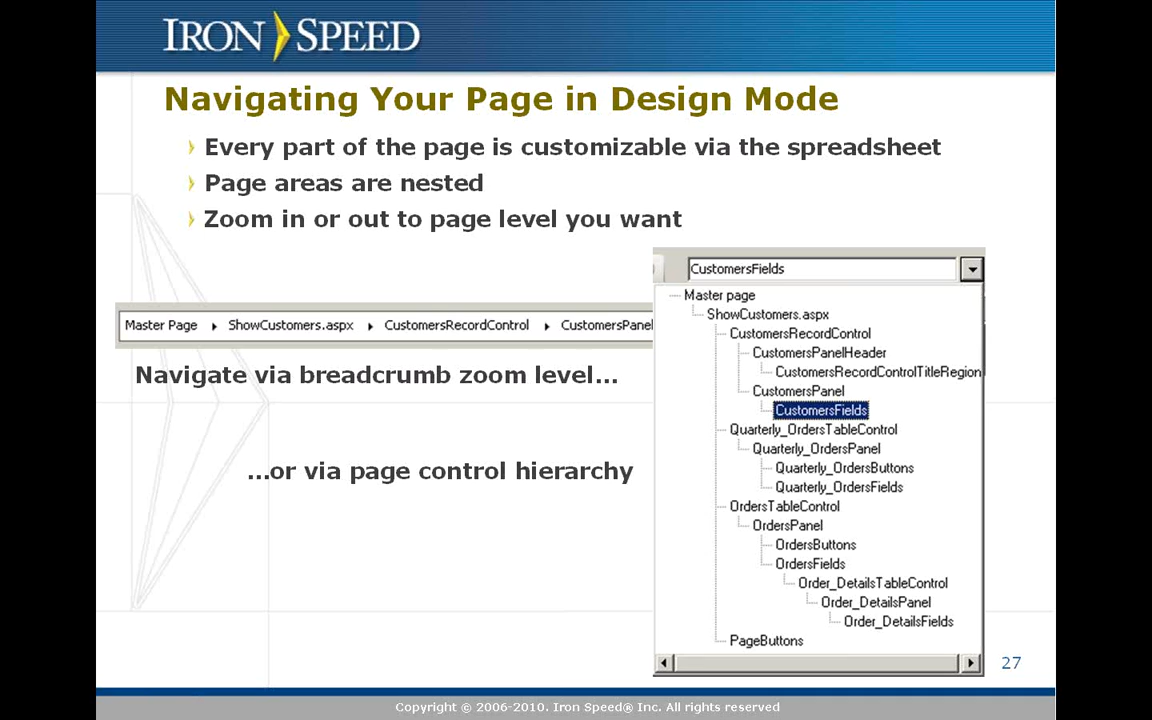 IRON SPEED
Navigating Your Page in Design Mode
Every part of the page is customizable via the spreadsheet
Page areas are nested
Zoom in or out to page level you want
Master Page ShowCustomers.aspx CustomersRecordControl CustomersPanel
Navigate via breadcrumb zoom level...
...or via page control hierarchy
CustomersFields
Master page
ShowCustomers.aspx
CustomersRecordControl
CustomersPanelHeader
CustomersRecordControlTitleRegion
CustomersPanel
CustomersFields
Quarterly_OrdersTableControl
Quarterly_OrdersPanel
Quarterly_OrdersButtons
Quarterly_OrdersFields
OrdersTableControl
OrdersPanel
OrdersButtons
OrdersFields
Order_DetailsTableControl
Order_DetailsPanel
Order_DetailsFields
PageButtons
27
Copyright © 2006-2010. Iron Speed® Inc. All rights reserved